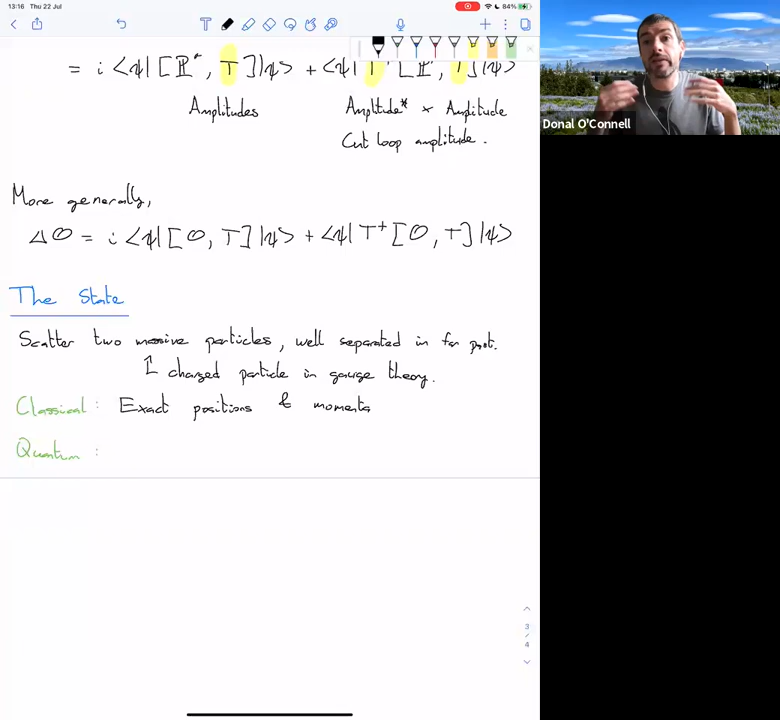 13:16 Thu 22 Jul
84%
= i <ψ| [ℙ^μ, T]|ψ> + <ψ| T [ℙ, T]|ψ>
Amplitudes
Amplitude* × Amplitude
Cut loop amplitude.
More generally,
ΔO = i <ψ| [O, T]|ψ> + <ψ| T† [O, T]|ψ>
The State
Scatter two massive particles, well separated in far past.
↑ charged particle in gauge theory.
Classical: Exact positions & momenta
Quantum:
Donal O'Connell
3
/
4